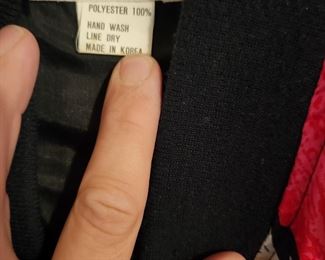 POLYESTER 100%
HAND WASH
LINE DRY
MADE IN KOREA